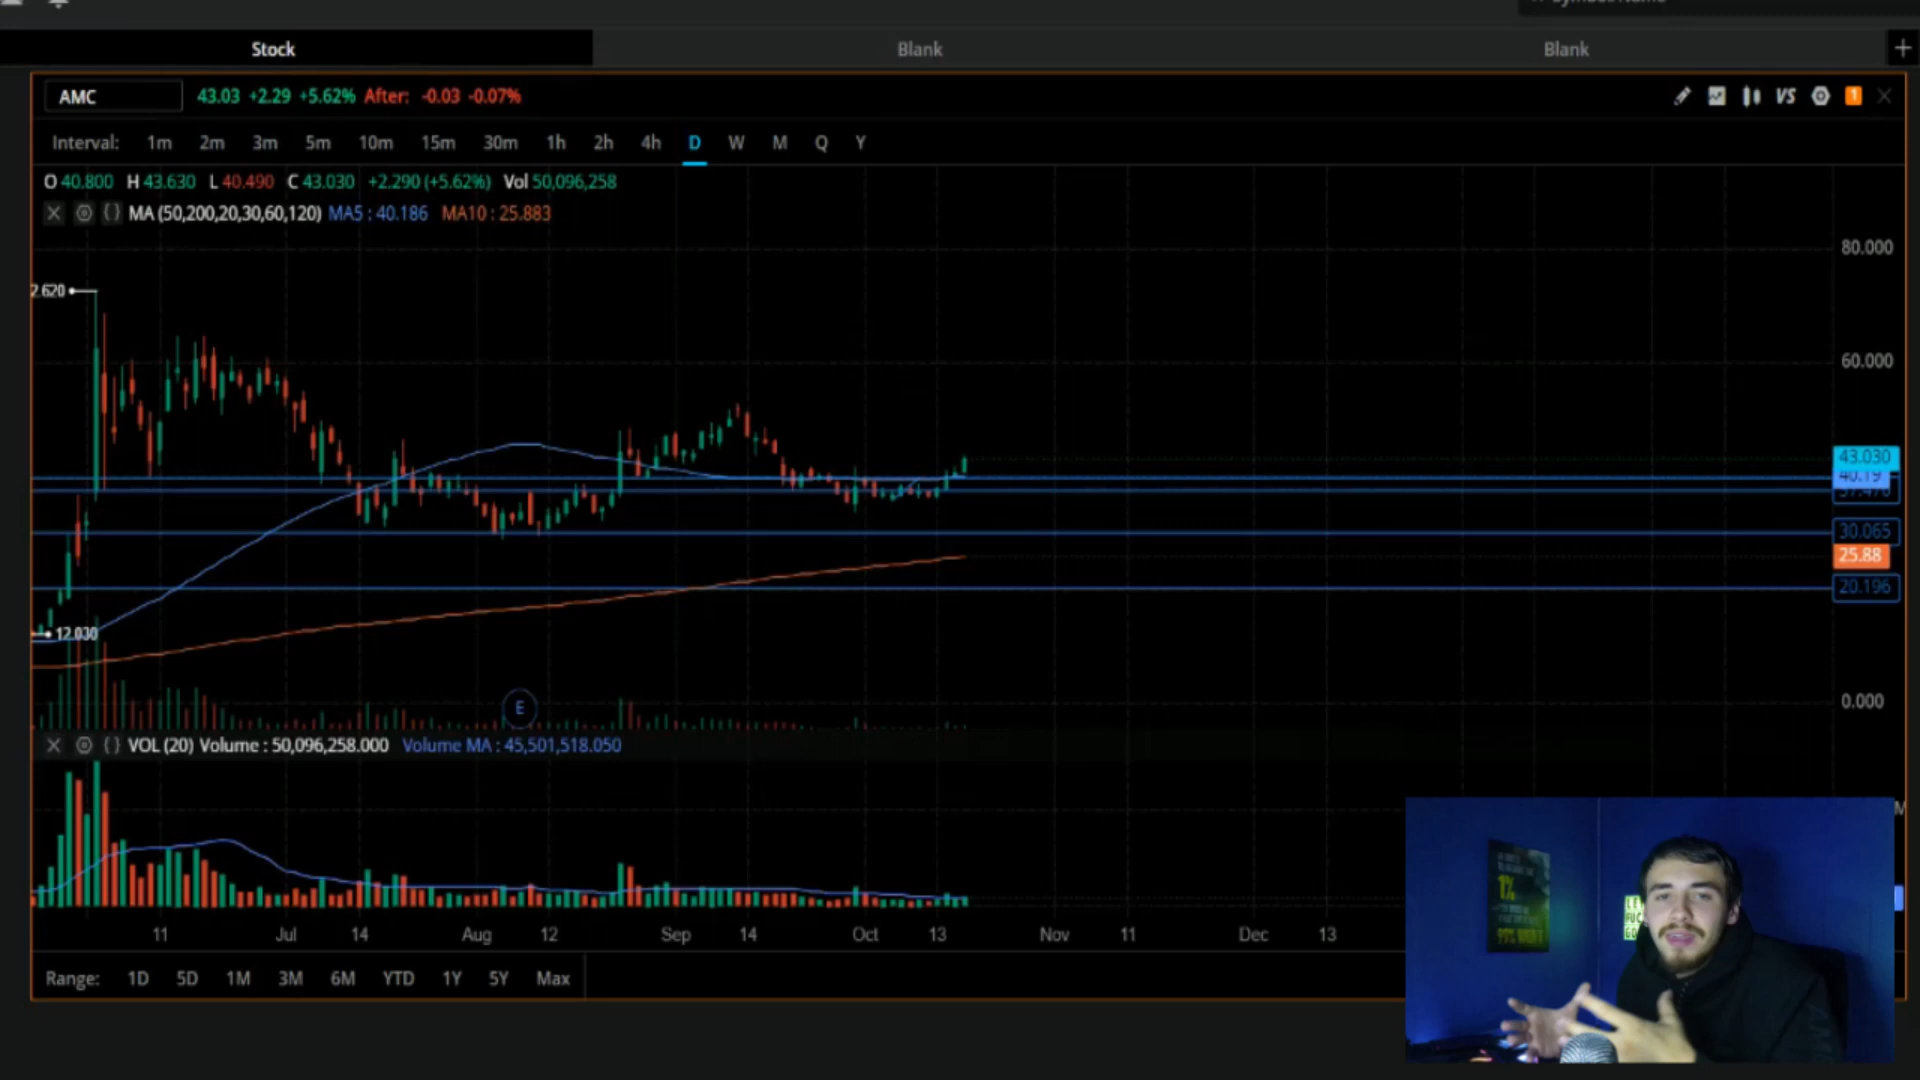 Stock Blank Blank +
AMC 43.03 +2.29 +5.62% After: -0.03 -0.07% VS 1
Interval: 1m 2m 3m 5m 10m 15m 30m 1h 2h 4h D W M Q Y
O 40.800 H 43.630 L 40.490 C 43.030 +2.290 (+5.62%) Vol 50,096,258
MA (50,200,20,30,60,120) MA5 : 40.186 MA10 : 25.883
80.000
2.620
60.000
43.030
40.19
30.065
25.88
20.196
12.030
0.000
E
VOL (20) Volume : 50,096,258.000 Volume MA : 45,501,518.050
M
1%
11 Jul 14 Aug 12 Sep 14 Oct 13 Nov 11 Dec 13
Range: 1D 5D 1M 3M 6M YTD 1Y 5Y Max